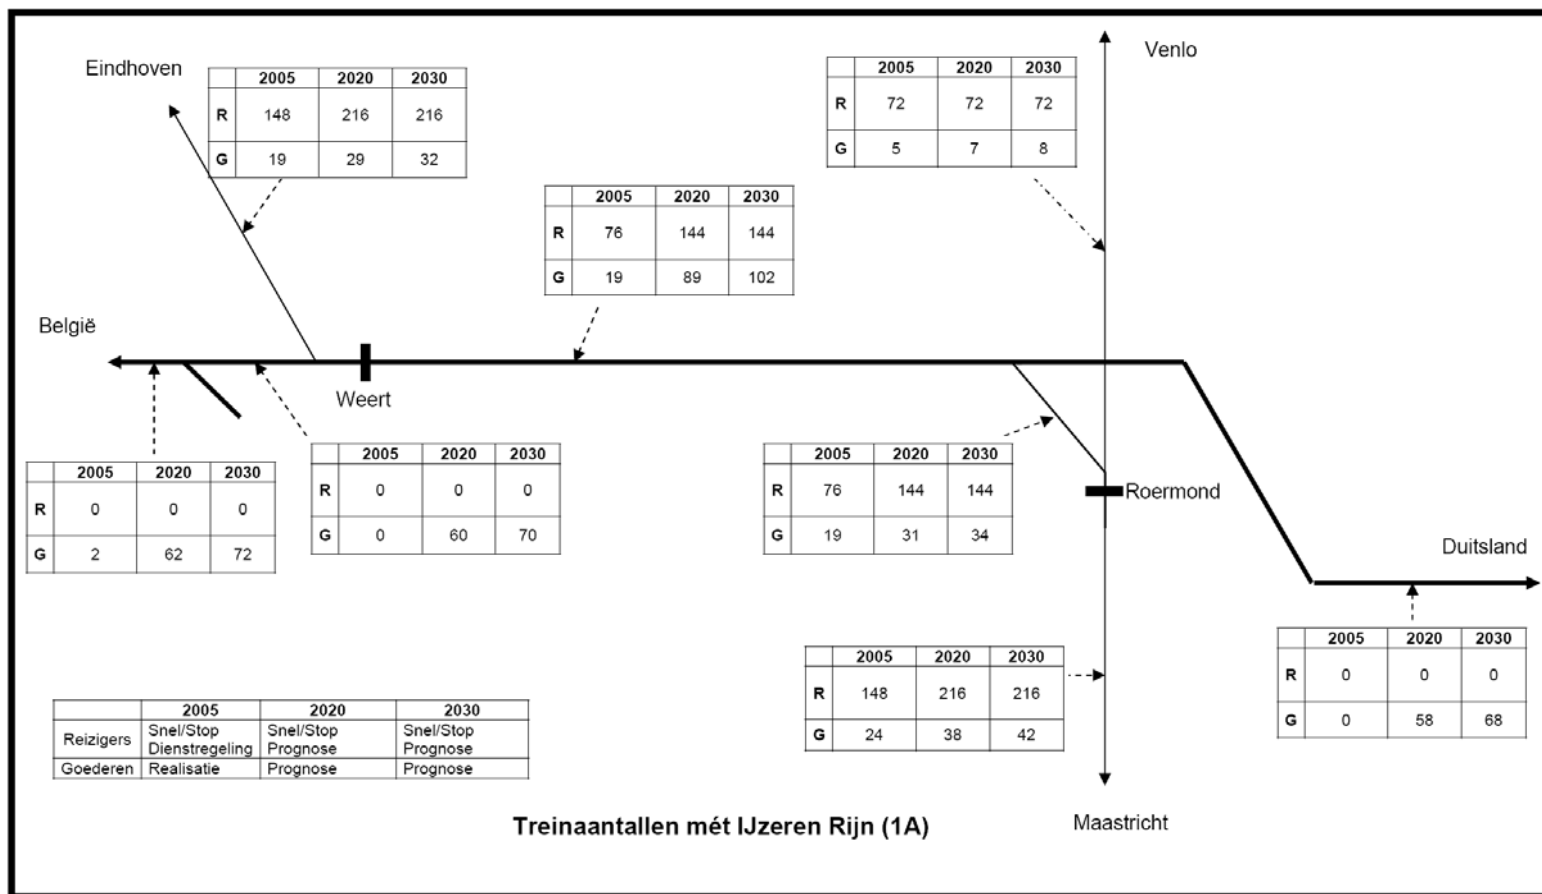 Eindhoven
2005 2020 2030
R 148 216 216
G 19 29 32
2005 2020 2030
R 72 72 72
G 5 7 8
Venlo
2005 2020 2030
R 76 144 144
G 19 89 102
België
Weert
2005 2020 2030
R 0 0 0
G 2 62 72
2005 2020 2030
R 0 0 0
G 0 60 70
2005 2020 2030
R 76 144 144
G 19 31 34
Roermond
Duitsland
2005 2020 2030
R 148 216 216
G 24 38 42
2005 2020 2030
R 0 0 0
G 0 58 68
2005 2020 2030
Reizigers Snel/Stop Snel/Stop Snel/Stop
Dienstregeling Prognose Prognose
Goederen Realisatie Prognose Prognose
Treinaantallen mét IJzeren Rijn (1A)
Maastricht